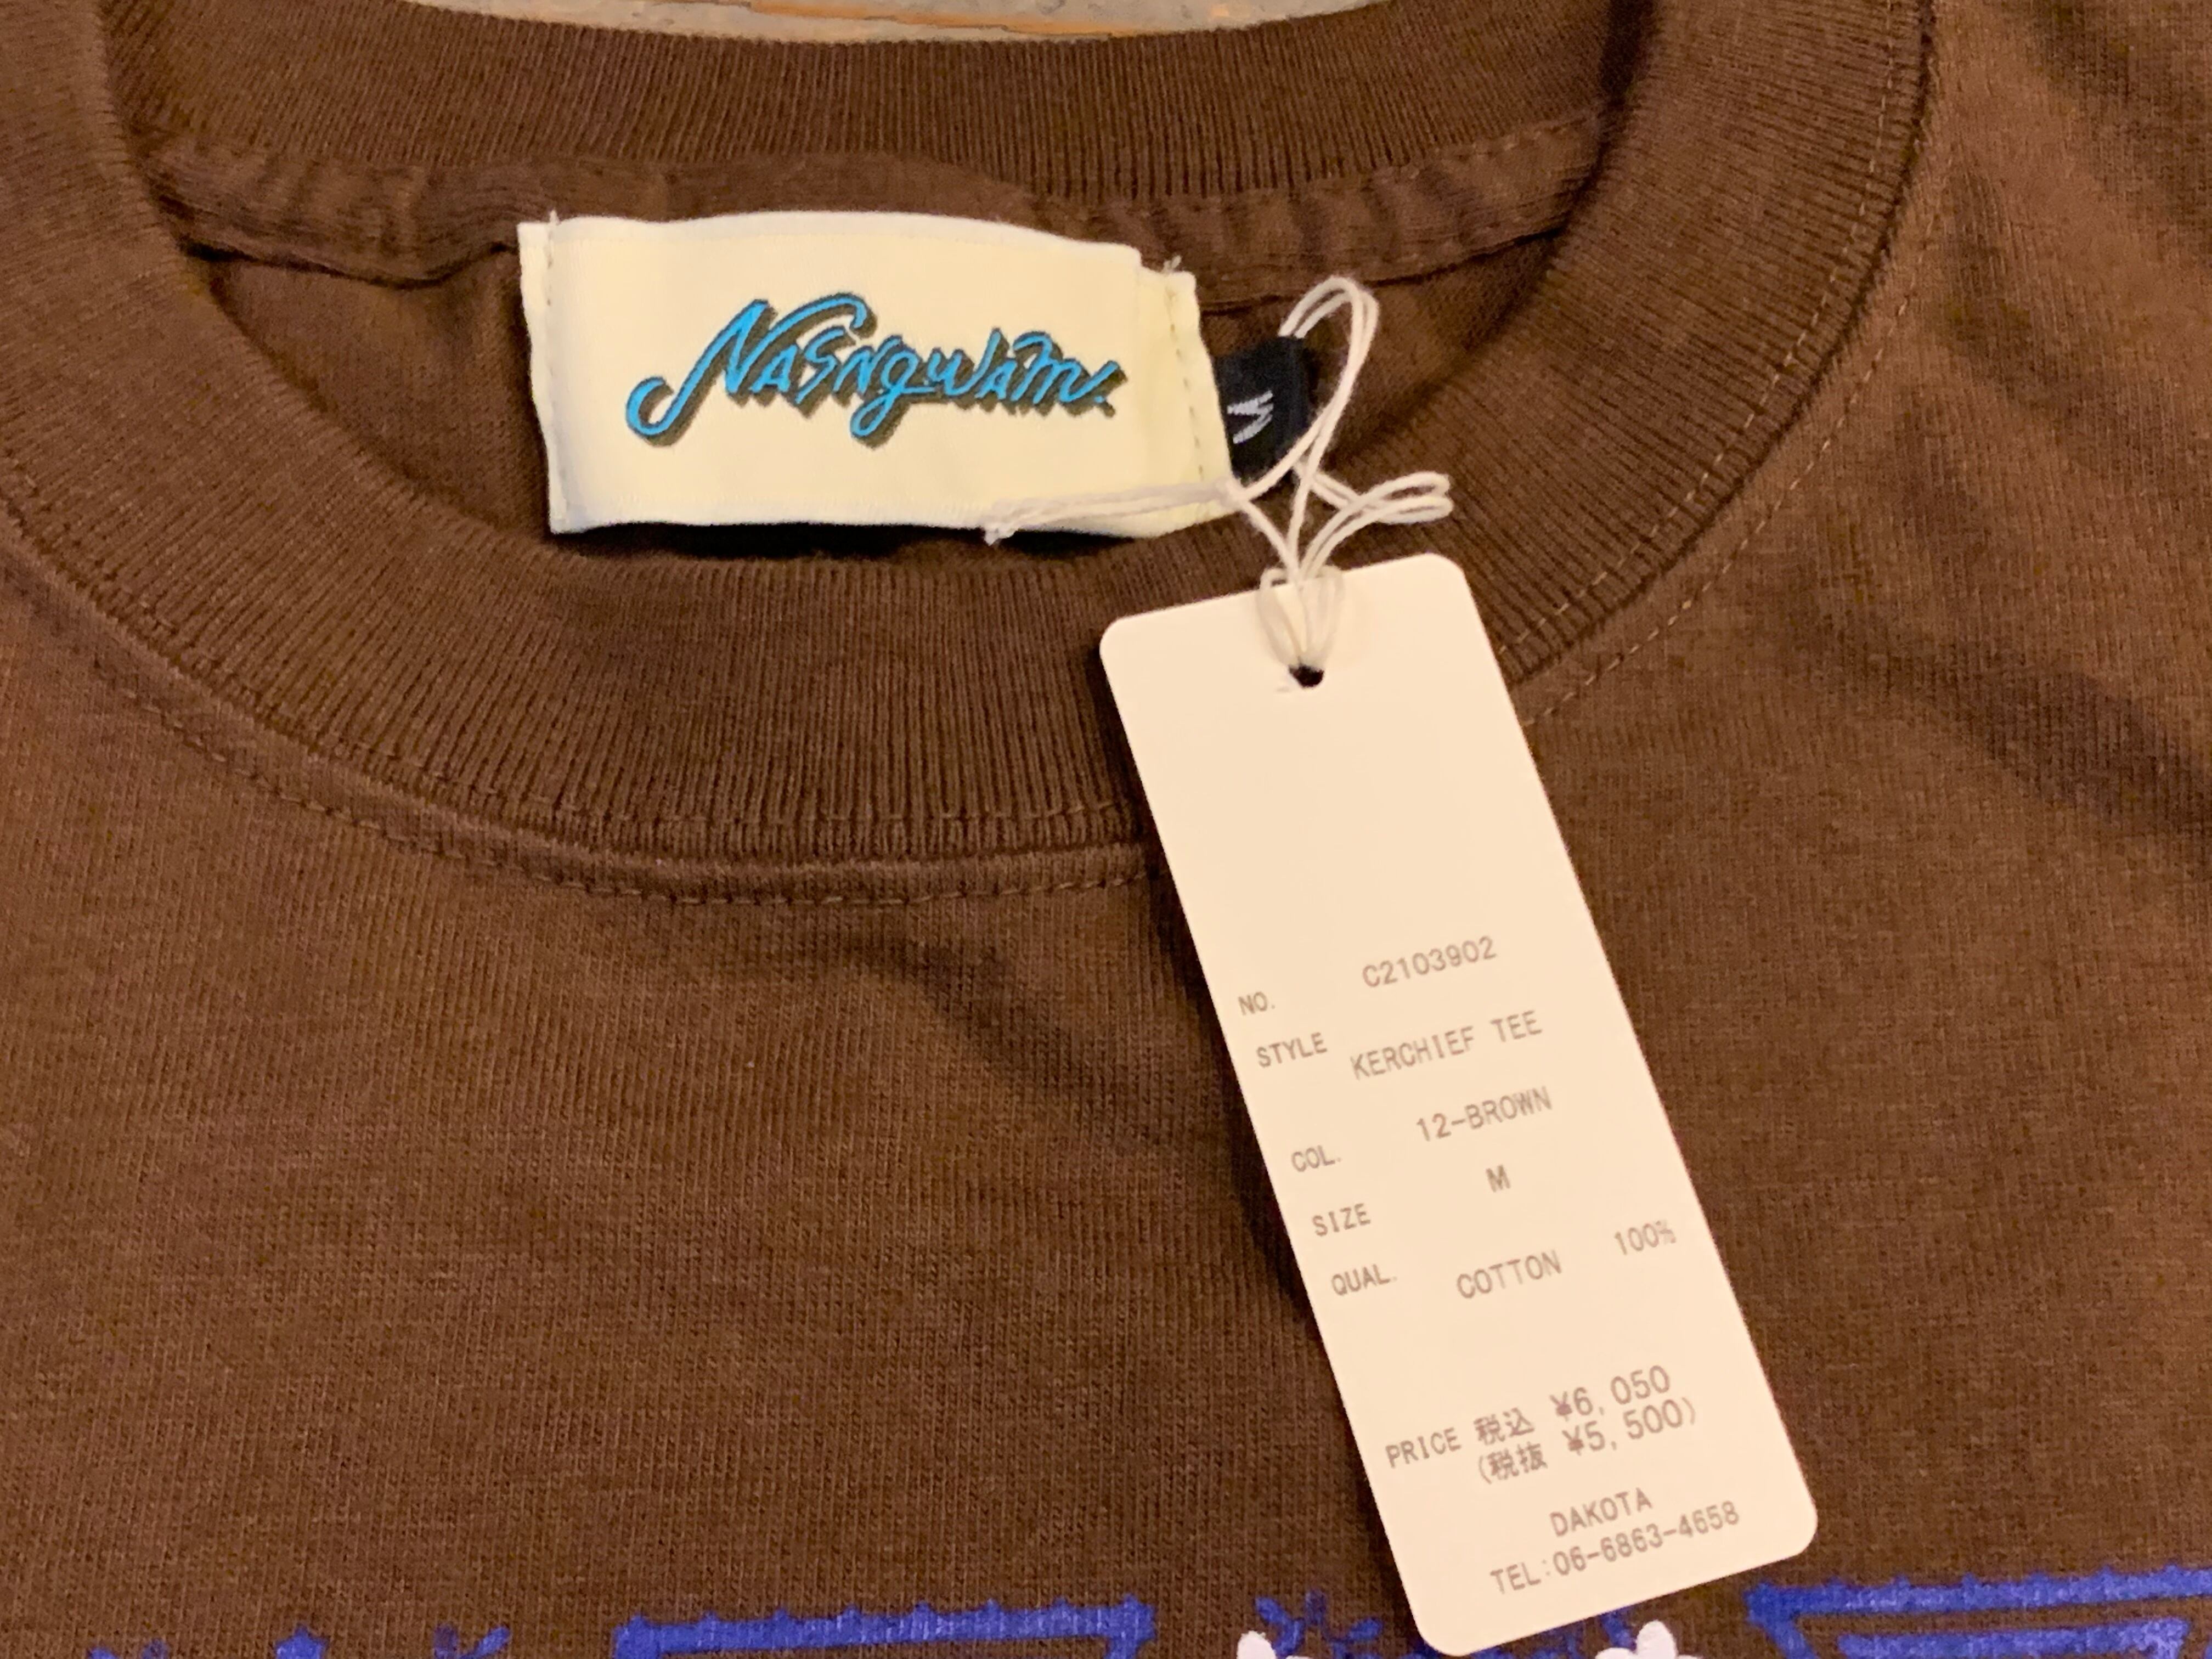 NASNGWAM.
M
NO. C2103902
STYLE KERCHIEF TEE
COL. 12-BROWN
SIZE M
QUAL. COTTON 100%
PRICE 税込 ¥6,050
(税抜 ¥5,500)
DAKOTA
TEL:06-6863-4658